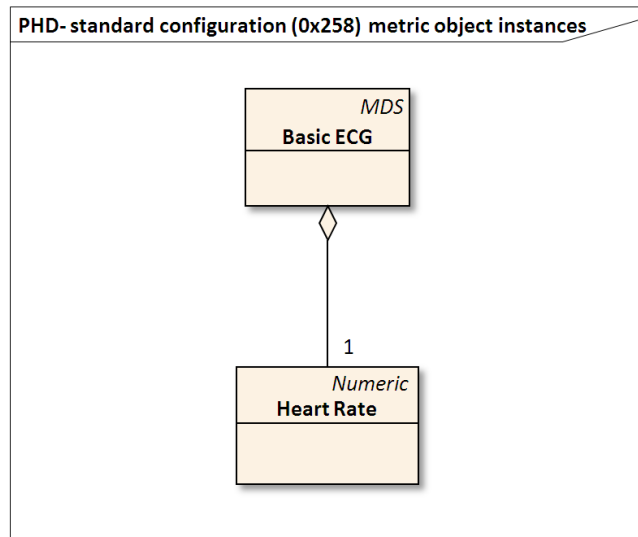 PHD- standard configuration (0x258) metric object instances
MDS
Basic ECG
1
Numeric
Heart Rate